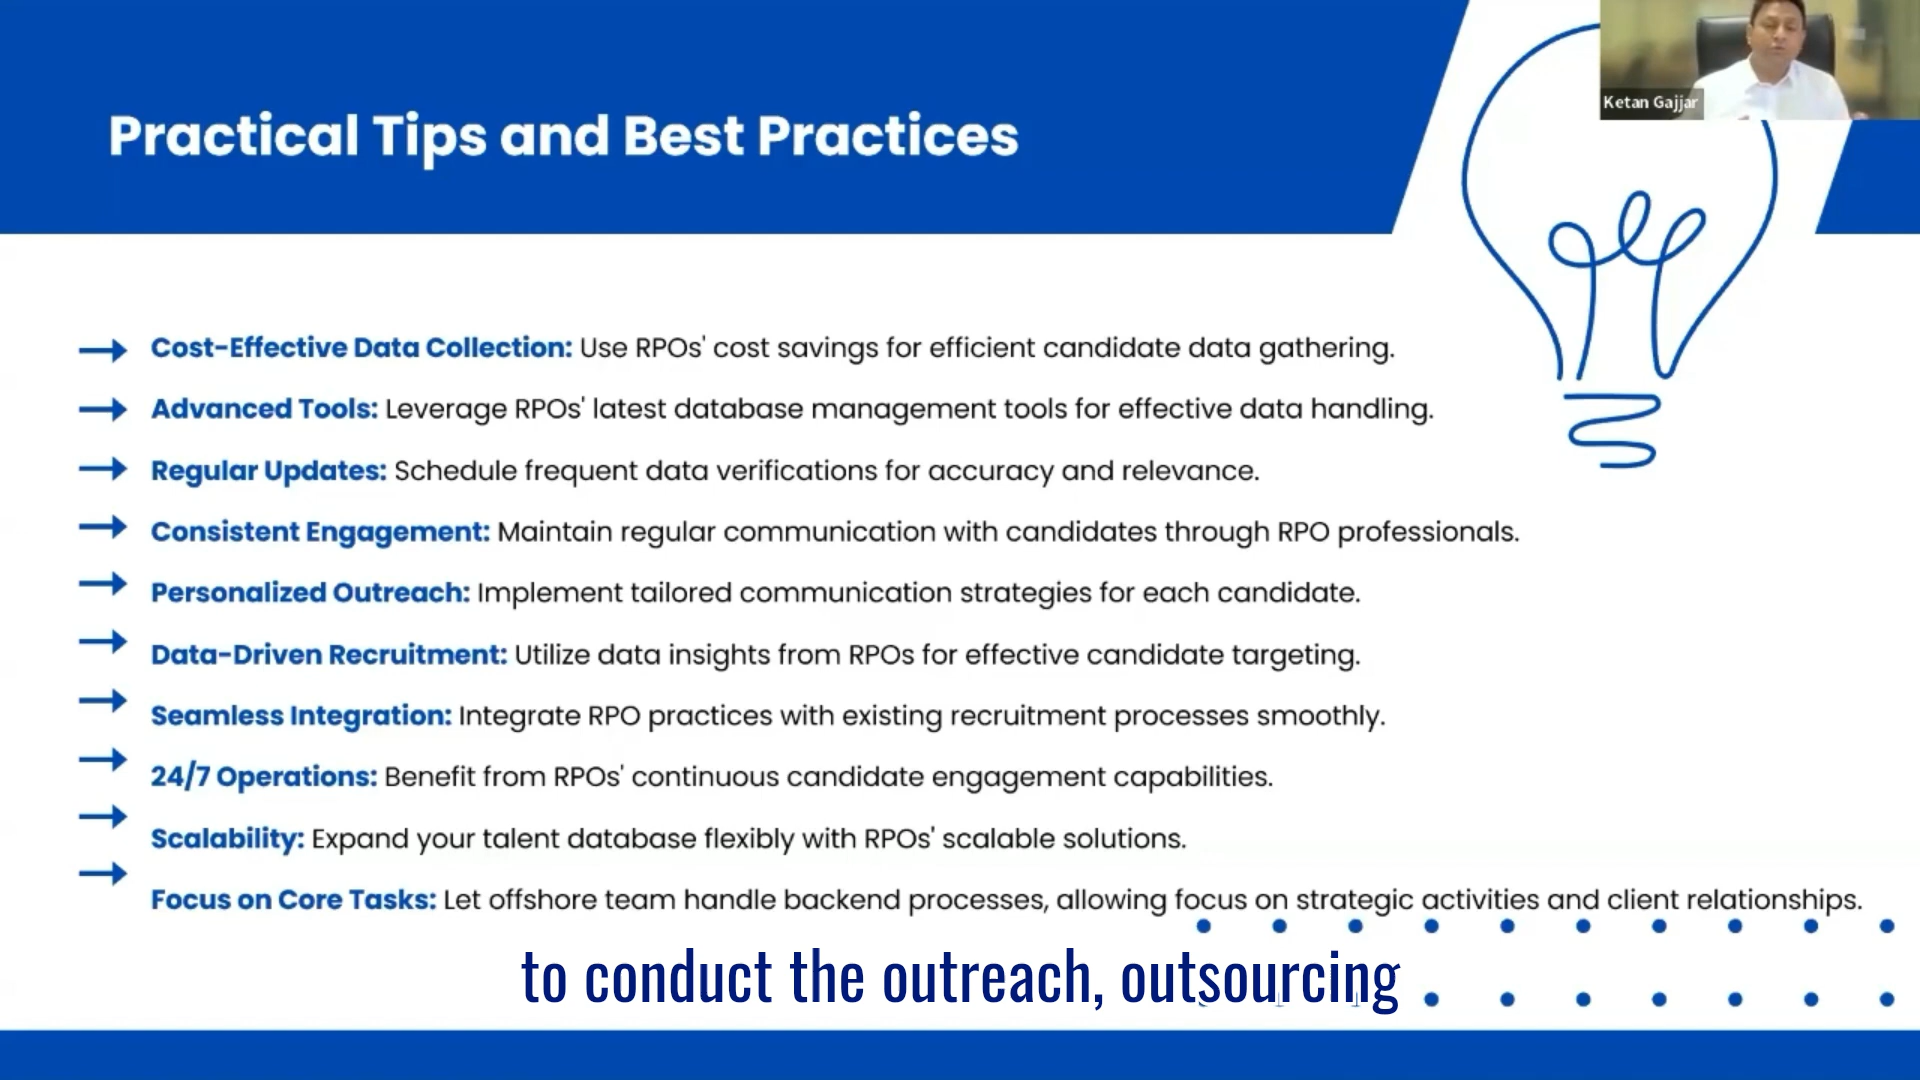 Ketan Gajjar
Practical Tips and Best Practices
Cost-Effective Data Collection: Use RPOs' cost savings for efficient candidate data gathering.
Advanced Tools: Leverage RPOs' latest database management tools for effective data handling.
Regular Updates: Schedule frequent data verifications for accuracy and relevance.
Consistent Engagement: Maintain regular communication with candidates through RPO professionals.
Personalized Outreach: Implement tailored communication strategies for each candidate.
Data-Driven Recruitment: Utilize data insights from RPOs for effective candidate targeting.
Seamless Integration: Integrate RPO practices with existing recruitment processes smoothly.
24/7 Operations: Benefit from RPOs' continuous candidate engagement capabilities.
Scalability: Expand your talent database flexibly with RPOs' scalable solutions.
Focus on Core Tasks: Let offshore team handle backend processes, allowing focus on strategic activities and client relationships.
to conduct the outreach, outsourcing